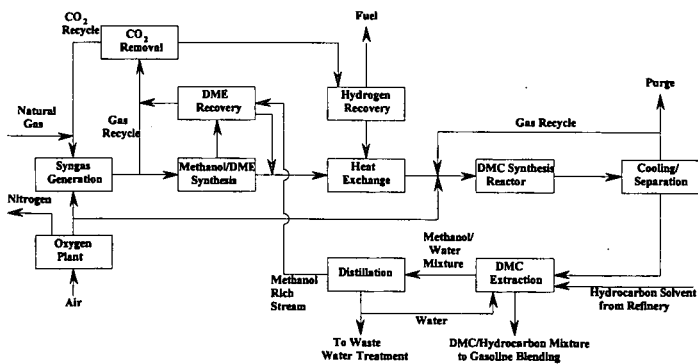 CO2
Recycle
CO2
Removal
Fuel
Purge
Natural
Gas
Gas
Recycle
DME
Recovery
Hydrogen
Recovery
Gas Recycle
Syngas
Generation
Methanol/DME
Synthesis
Heat
Exchange
DMC Synthesis
Reactor
Cooling/
Separation
Nitrogen
Oxygen
Plant
Air
Methanol
Rich
Stream
Distillation
Methanol/
Water
Mixture
DMC
Extraction
Hydrocarbon Solvent
from Refinery
Water
To Waste
Water Treatment
DMC/Hydrocarbon Mixture
to Gasoline Blending